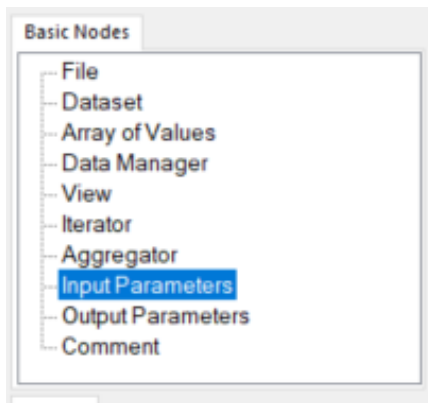 Basic Nodes
File
Dataset
Array of Values
Data Manager
View
Iterator
Aggregator
Input Parameters
Output Parameters
Comment